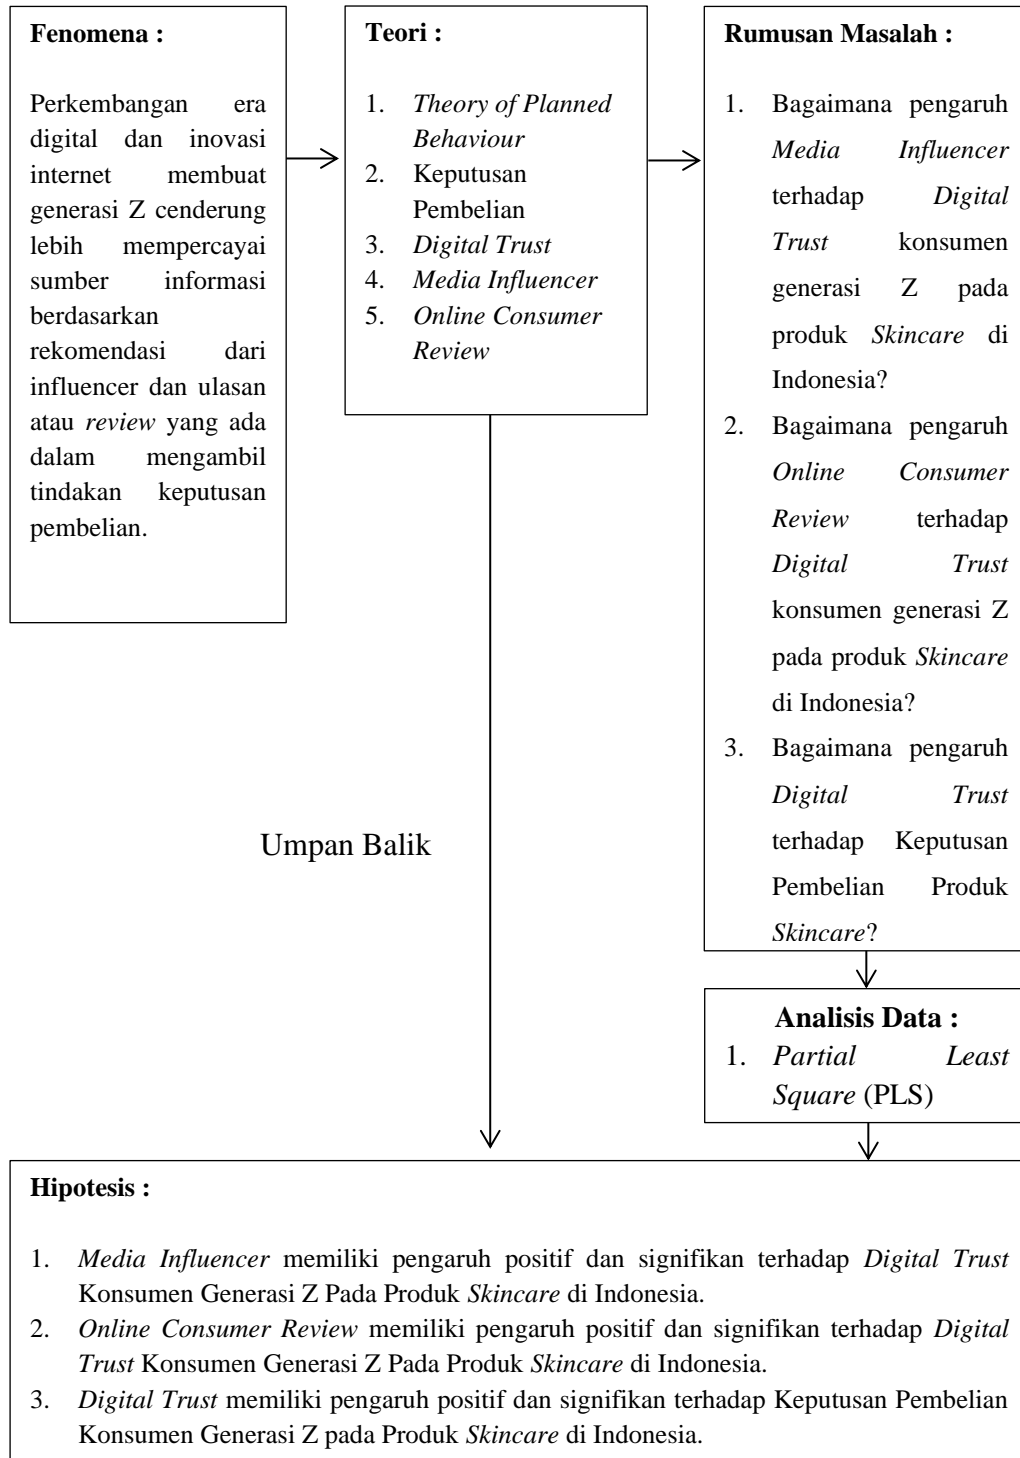 Fenomena :
Perkembangan era
digital dan inovasi
internet membuat
generasi Z cenderung
lebih mempercayai
sumber informasi
berdasarkan
rekomendasi dari
influencer dan ulasan
atau review yang ada
dalam mengambil
tindakan keputusan
pembelian.
Teori :
1. Theory of Planned
Behaviour
2. Keputusan
Pembelian
3. Digital Trust
4. Media Influencer
5. Online Consumer
Review
Rumusan Masalah :
1. Bagaimana pengaruh
Media Influencer
terhadap Digital
Trust konsumen
generasi Z pada
produk Skincare di
Indonesia?
2. Bagaimana pengaruh
Online Consumer
Review terhadap
Digital Trust
konsumen generasi Z
pada produk Skincare
di Indonesia?
3. Bagaimana pengaruh
Digital Trust
terhadap Keputusan
Pembelian Produk
Skincare?
Umpan Balik
Analisis Data :
1. Partial Least
Square (PLS)
Hipotesis :
1. Media Influencer memiliki pengaruh positif dan signifikan terhadap Digital Trust
Konsumen Generasi Z Pada Produk Skincare di Indonesia.
2. Online Consumer Review memiliki pengaruh positif dan signifikan terhadap Digital
Trust Konsumen Generasi Z Pada Produk Skincare di Indonesia.
3. Digital Trust memiliki pengaruh positif dan signifikan terhadap Keputusan Pembelian
Konsumen Generasi Z pada Produk Skincare di Indonesia.